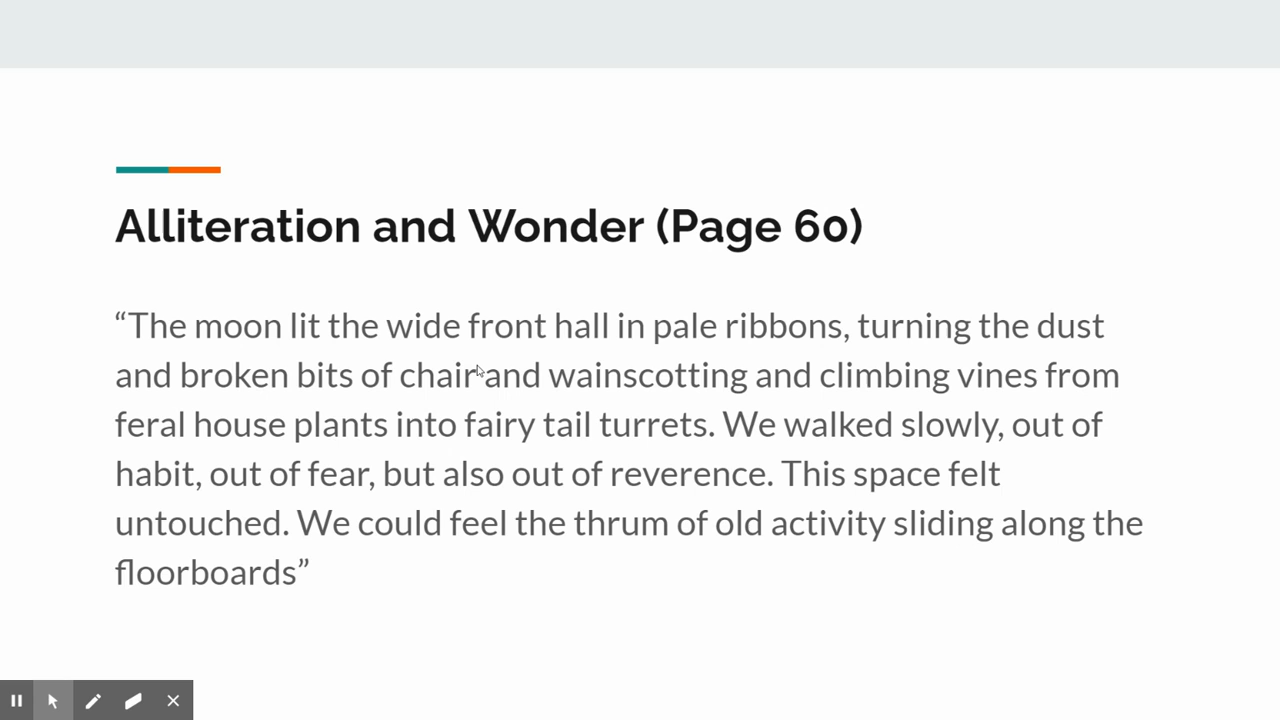 Alliteration and Wonder (Page 60)
“The moon lit the wide front hall in pale ribbons, turning the dust
and broken bits of chair and wainscotting and climbing vines from
feral house plants into fairy tail turrets. We walked slowly, out of
habit, out of fear, but also out of reverence. This space felt
untouched. We could feel the thrum of old activity sliding along the
floorboards”